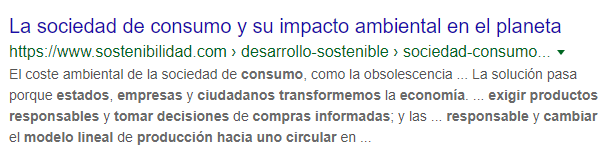 La sociedad de consumo y su impacto ambiental en el planeta
https://www.sostenibilidad.com › desarrollo-sostenible › sociedad-consumo...
El coste ambiental de la sociedad de consumo, como la obsolescencia ... La solución pasa
porque estados, empresas y ciudadanos transformemos la economía. ... exigir productos
responsables y tomar decisiones de compras informadas; y las ... responsable y cambiar
el modelo lineal de producción hacia uno circular en ...